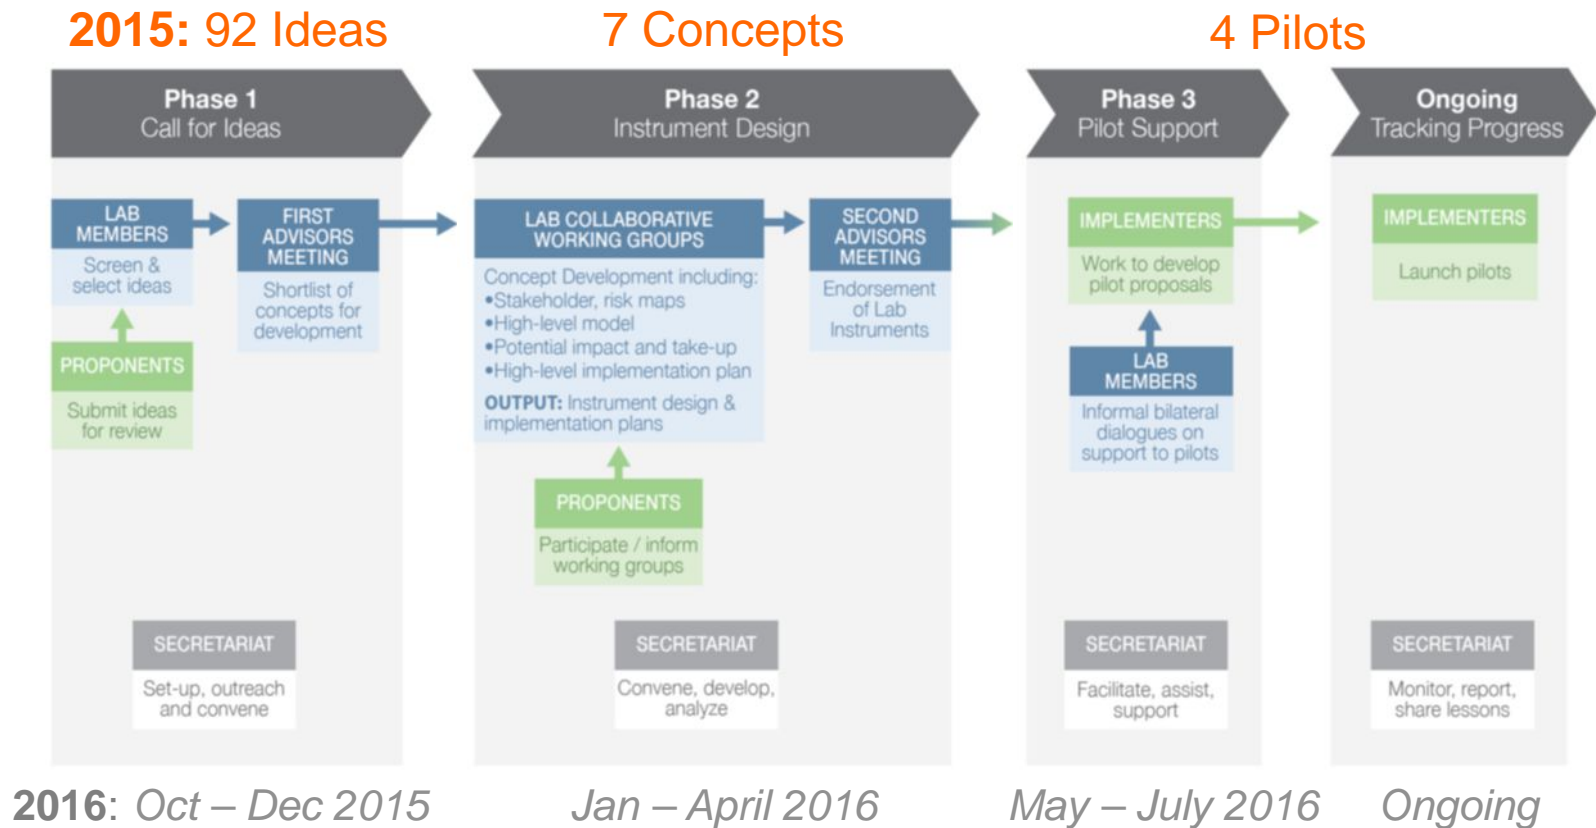 2015: 92 Ideas
7 Concepts
4 Pilots
Phase 1
Call for Ideas
Phase 2
Instrument Design
Phase 3
Pilot Support
Ongoing
Tracking Progress
LAB
MEMBERS
Screen &
select ideas
PROPONENTS
Submit ideas
for review
FIRST
ADVISORS
MEETING
Shortlist of
concepts for
development
SECRETARIAT
Set-up, outreach
and convene
LAB COLLABORATIVE
WORKING GROUPS
Concept Development including:
•Stakeholder, risk maps
•High-level model
•Potential impact and take-up
•High-level implementation plan
OUTPUT: Instrument design &
implementation plans
PROPONENTS
Participate / inform
working groups
SECOND
ADVISORS
MEETING
Endorsement
of Lab
Instruments
SECRETARIAT
Convene, develop,
analyze
IMPLEMENTERS
Work to develop
pilot proposals
LAB
MEMBERS
Informal bilateral
dialogues on
support to pilots
SECRETARIAT
Facilitate, assist,
support
IMPLEMENTERS
Launch pilots
SECRETARIAT
Monitor, report,
share lessons
2016: Oct – Dec 2015
Jan – April 2016
May – July 2016
Ongoing